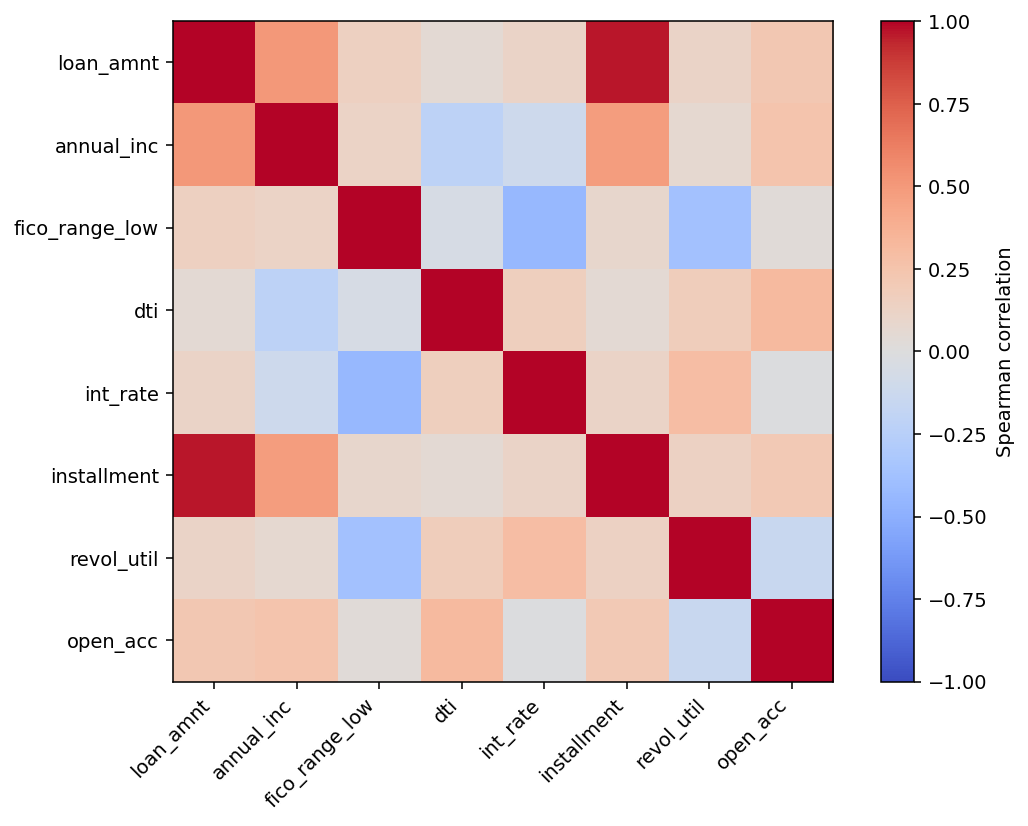 loan_amnt
annual_inc
fico_range_low
dti
int_rate
installment
revol_util
open_acc
loan_amnt
annual_inc
fico_range_low
dti
int_rate
installment
revol_util
open_acc
1.00
0.75
0.50
0.25
0.00
−0.25
−0.50
−0.75
−1.00
Spearman correlation